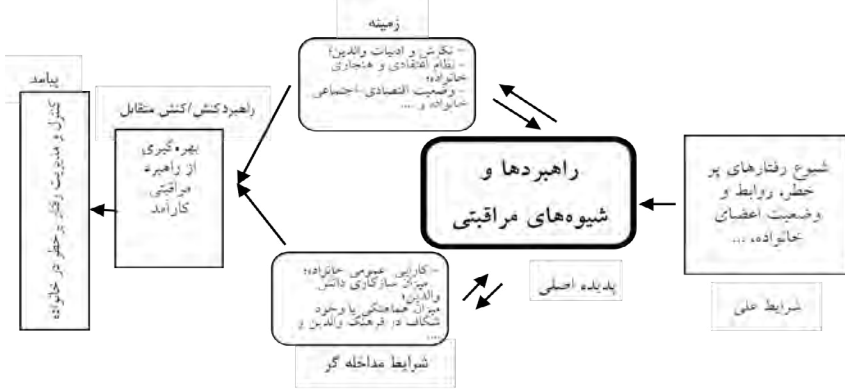 زمینه
– نگرش و ادبیات والدین؛
– نظام اعتقادی و هنجاری
خانواده؛
– وضعیت اقتصادی-اجتماعی
خانواده و ....
شیوع رفتارهای پر
خطر، روابط و
وضعیت اعضای
خانواده، ...
شرایط علی
راهبردها و
شیوه‌های مراقبتی
پدیده اصلی
– کارایی عمومی خانواده؛
میزان سازگاری دانش
والدین؛
میزان هماهنگی یا وجود
شکاف در فرهنگ والدین و
....
شرایط مداخله گر
راهبردکنش/کنش متقابل
بهره‌گیری
از راهبرد
مراقبتی
کارآمد
پیامد
کنترل و مدیریت رفتار پرخطر در خانواده